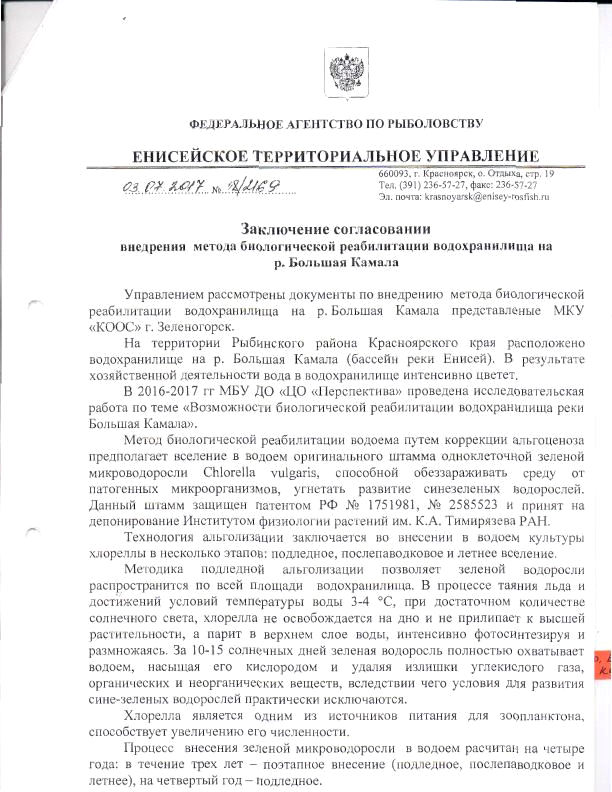 ФЕДЕРАЛЬНОЕ АГЕНТСТВО ПО РЫБОЛОВСТВУ
ЕНИСЕЙСКОЕ ТЕРРИТОРИАЛЬНОЕ УПРАВЛЕНИЕ
660093, г. Красноярск, о. Отдыха, стр. 19
03.07.2017 № 18/2169
Тел. (391) 236-57-27, факс: 236-57-27
Эл. почта: krasnoyarsk@enisey-rosfish.ru
Заключение согласовании
внедрения метода биологической реабилитации водохранилища на
р. Большая Камала
Управлением рассмотрены документы по внедрению метода биологической
реабилитации водохранилища на р. Большая Камала представленые МКУ
«КООС» г. Зеленогорск.
На территории Рыбинского района Красноярского края расположено
водохранилище на р. Большая Камала (бассейн реки Енисей). В результате
хозяйственной деятельности вода в водохранилище интенсивно цветет.
В 2016-2017 гг МБУ ДО «ЦО «Перспектива» проведена исследовательская
работа по теме «Возможности биологической реабилитации водохранилища реки
Большая Камала».
Метод биологической реабилитации водоема путем коррекции альгоценоза
предполагает вселение в водоем оригинального штамма одноклеточной зеленой
микроводоросли Chlorella vulgaris, способной обеззараживать среду от
патогенных микроорганизмов, угнетать развитие синезеленых водорослей.
Данный штамм защищен патентом РФ № 1751981, № 2585523 и принят на
депонирование Институтом физиологии растений им. К.А. Тимирязева РАН.
Технология альголизации заключается во внесении в водоем культуры
хлореллы в несколько этапов: подледное, послепаводковое и летнее вселение.
Методика подледной альголизации позволяет зеленой водоросли
распространится по всей площади водохранилища. В процессе таяния льда и
достижений условий температуры воды 3-4 °С, при достаточном количестве
солнечного света, хлорелла не освобождается на дно и не прилипает к высшей
растительности, а парит в верхнем слое воды, интенсивно фотосинтезируя и
размножаясь. За 10-15 солнечных дней зеленая водоросль полностью охватывает
водоем, насыщая его кислородом и удаляя излишки углекислого газа,
органических и неорганических веществ, вследствии чего условия для развития
сине-зеленых водорослей практически исключаются.
Хлорелла является одним из источников питания для зоопланктона,
способствует увеличению его численности.
Процесс внесения зеленой микроводоросли в водоем расчитан на четыре
года: в течение трех лет – поэтапное внесение (подледное, послепаводковое и
летнее), на четвертый год – подледное.